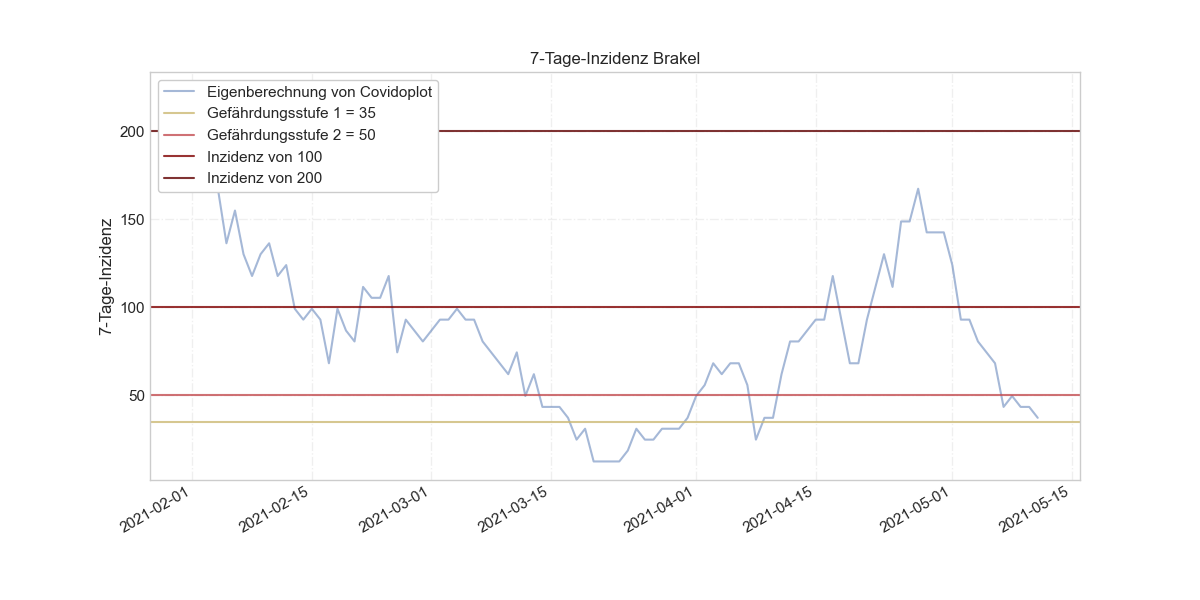 7-Tage-Inzidenz Brakel
Eigenberechnung von Covidoplot
Gefährdungsstufe 1 = 35
Gefährdungsstufe 2 = 50
Inzidenz von 100
Inzidenz von 200
7-Tage-Inzidenz
200
150
100
50
2021-02-01
2021-02-15
2021-03-01
2021-03-15
2021-04-01
2021-04-15
2021-05-01
2021-05-15